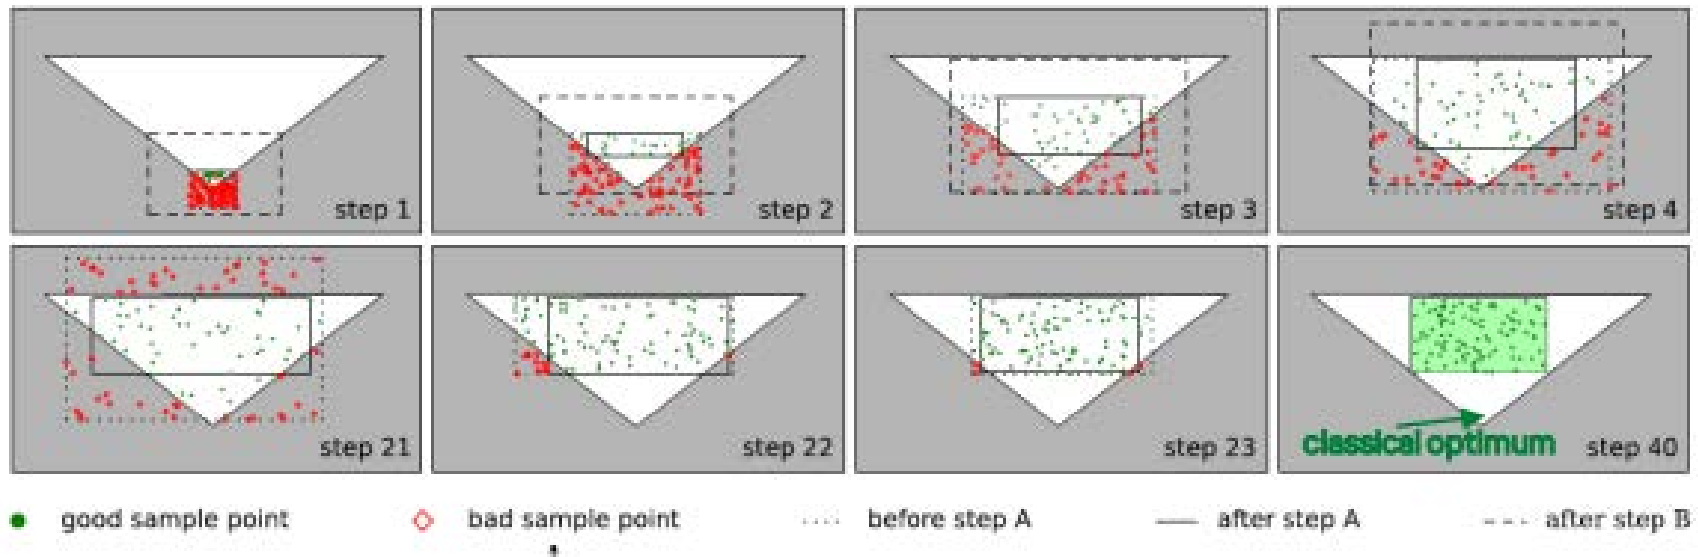 step 1
step 2
step 3
step 4
step 21
step 22
step 23
step 40
classical optimum
good sample point
bad sample point
before step A
after step A
after step B